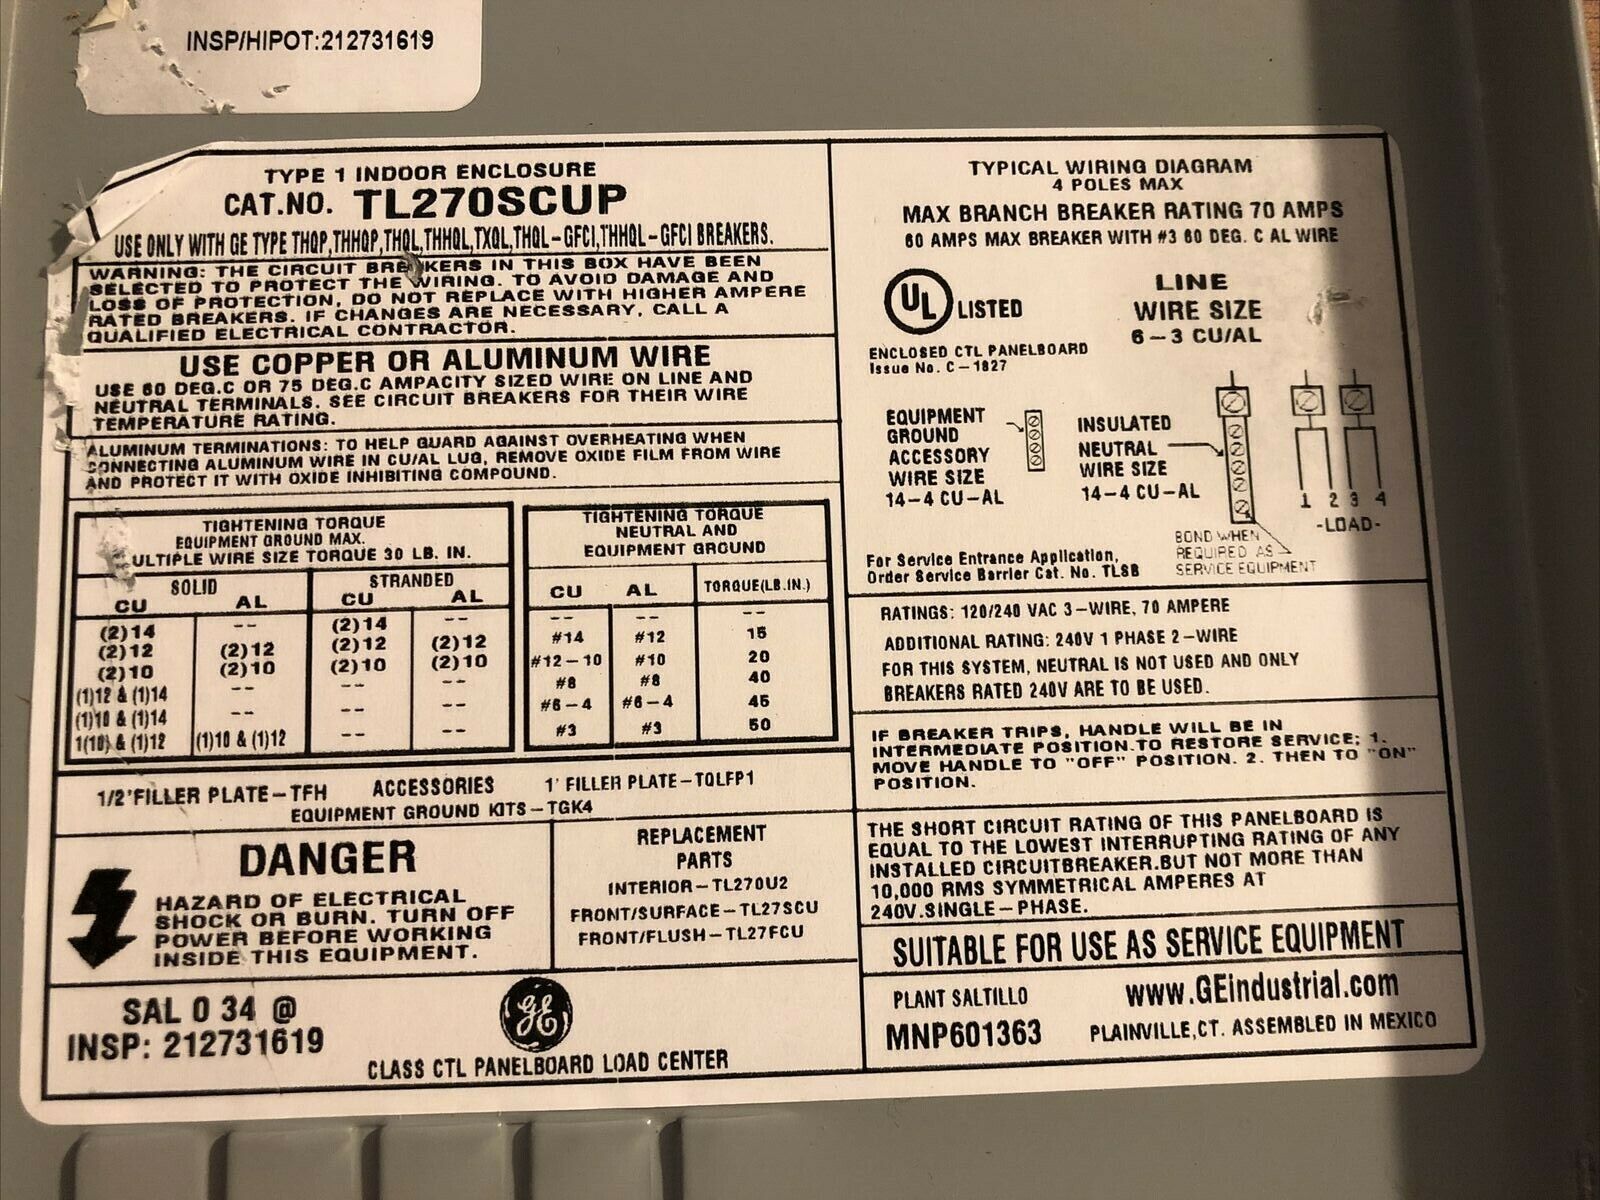 INSP/HIPOT:212731619
TYPE 1 INDOOR ENCLOSURE
CAT.NO. TL270SCUP
USE ONLY WITH GE TYPE THQP,THHQP,THQL,THHQL,TXQL,THQL-GFCI,THHQL-GFCI BREAKERS.
WARNING: THE CIRCUIT BREAKERS IN THIS BOX HAVE BEEN
SELECTED TO PROTECT THE WIRING. TO AVOID DAMAGE AND
LOSS OF PROTECTION, DO NOT REPLACE WITH HIGHER AMPERE
RATED BREAKERS. IF CHANGES ARE NECESSARY, CALL A
QUALIFIED ELECTRICAL CONTRACTOR.
USE COPPER OR ALUMINUM WIRE
USE 60 DEG.C OR 75 DEG.C AMPACITY SIZED WIRE ON LINE AND
NEUTRAL TERMINALS. SEE CIRCUIT BREAKERS FOR THEIR WIRE
TEMPERATURE RATING.
ALUMINUM TERMINATIONS: TO HELP GUARD AGAINST OVERHEATING WHEN
CONNECTING ALUMINUM WIRE IN CU/AL LUG, REMOVE OXIDE FILM FROM WIRE
AND PROTECT IT WITH OXIDE INHIBITING COMPOUND.
TIGHTENING TORQUE
EQUIPMENT GROUND MAX.
ULTIPLE WIRE SIZE TORQUE 30 LB. IN.
SOLID STRANDED
CU AL CU AL
(2)14 -- (2)14 --
(2)12 (2)12 (2)12 (2)12
(2)10 (2)10 (2)10 (2)10
(1)12 & (1)14 -- -- --
(1)10 & (1)14 -- -- --
1(10) & (1)12 (1)10 & (1)12 -- --
TIGHTENING TORQUE
NEUTRAL AND
EQUIPMENT GROUND
CU AL TORQUE(LB.IN.)
-- -- --
#14 #12 15
#12-10 #10 20
#8 #8 40
#6-4 #6-4 45
#3 #3 50
ACCESSORIES
1/2'FILLER PLATE-TFH 1' FILLER PLATE-TQLFP1
EQUIPMENT GROUND KITS-TGK4
DANGER
HAZARD OF ELECTRICAL
SHOCK OR BURN. TURN OFF
POWER BEFORE WORKING
INSIDE THIS EQUIPMENT.
REPLACEMENT
PARTS
INTERIOR-TL270U2
FRONT/SURFACE-TL27SCU
FRONT/FLUSH-TL27FCU
SAL 0 34 @
INSP: 212731619
GE
CLASS CTL PANELBOARD LOAD CENTER
TYPICAL WIRING DIAGRAM
4 POLES MAX
MAX BRANCH BREAKER RATING 70 AMPS
60 AMPS MAX BREAKER WITH #3 60 DEG. C AL WIRE
UL LISTED
ENCLOSED CTL PANELBOARD
Issue No. C-1827
LINE
WIRE SIZE
6-3 CU/AL
EQUIPMENT
GROUND
ACCESSORY
WIRE SIZE
14-4 CU-AL
INSULATED
NEUTRAL
WIRE SIZE
14-4 CU-AL
1 2 3 4
-LOAD-
BOND WHEN
REQUIRED AS
SERVICE EQUIPMENT
For Service Entrance Application,
Order Service Barrier Cat. No. TLSB
RATINGS: 120/240 VAC 3-WIRE, 70 AMPERE
ADDITIONAL RATING: 240V 1 PHASE 2-WIRE
FOR THIS SYSTEM, NEUTRAL IS NOT USED AND ONLY
BREAKERS RATED 240V ARE TO BE USED.
IF BREAKER TRIPS, HANDLE WILL BE IN
INTERMEDIATE POSITION.TO RESTORE SERVICE: 1.
MOVE HANDLE TO "OFF" POSITION. 2. THEN TO "ON"
POSITION.
THE SHORT CIRCUIT RATING OF THIS PANELBOARD IS
EQUAL TO THE LOWEST INTERRUPTING RATING OF ANY
INSTALLED CIRCUITBREAKER.BUT NOT MORE THAN
10,000 RMS SYMMETRICAL AMPERES AT
240V.SINGLE-PHASE.
SUITABLE FOR USE AS SERVICE EQUIPMENT
PLANT SALTILLO
MNP601363
www.GEindustrial.com
PLAINVILLE,CT. ASSEMBLED IN MEXICO